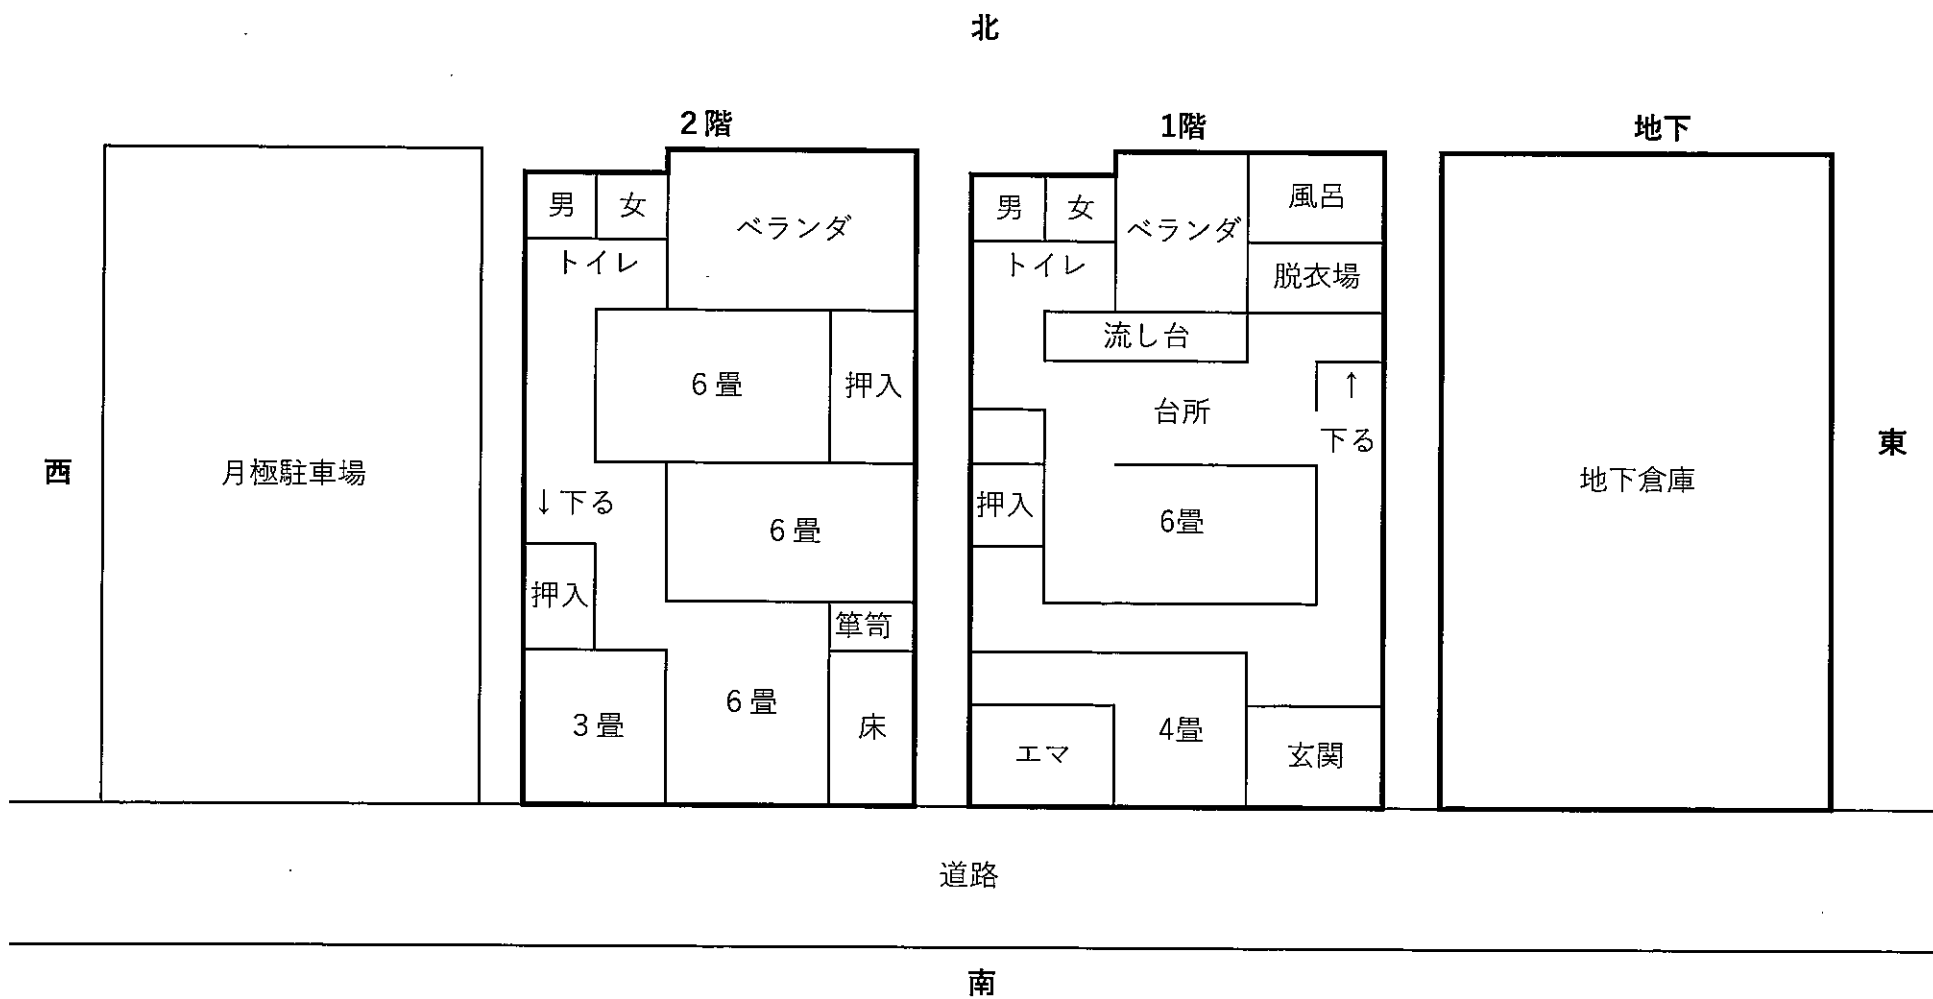 北
2階
1階
地下
男
女
ベランダ
トイレ
6畳
押入
↓下る
6畳
押入
箪笥
3畳
6畳
床
男
女
ベランダ
風呂
トイレ
脱衣場
流し台
↑
台所
下る
押入
6畳
エマ
4畳
玄関
西
月極駐車場
地下倉庫
東
道路
南